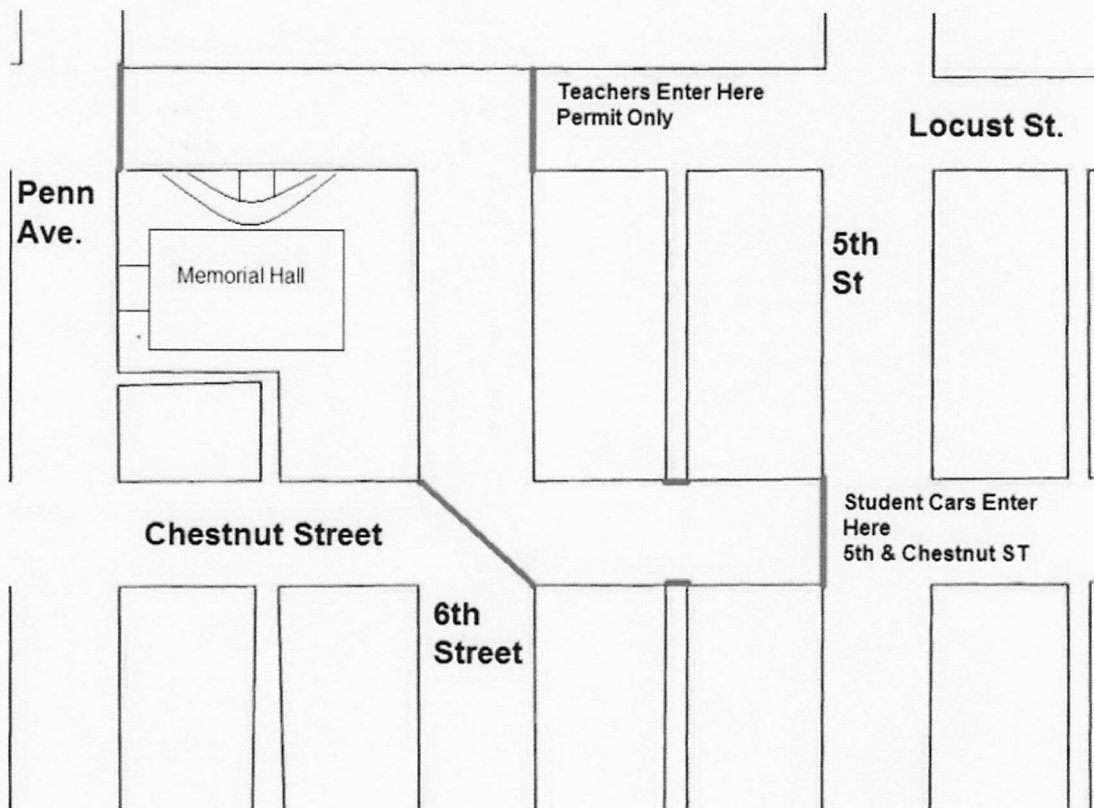 Teachers Enter Here
Permit Only
Locust St.
Penn
Ave.
5th
St
Memorial Hall
Student Cars Enter
Here
5th & Chestnut ST
Chestnut Street
6th
Street